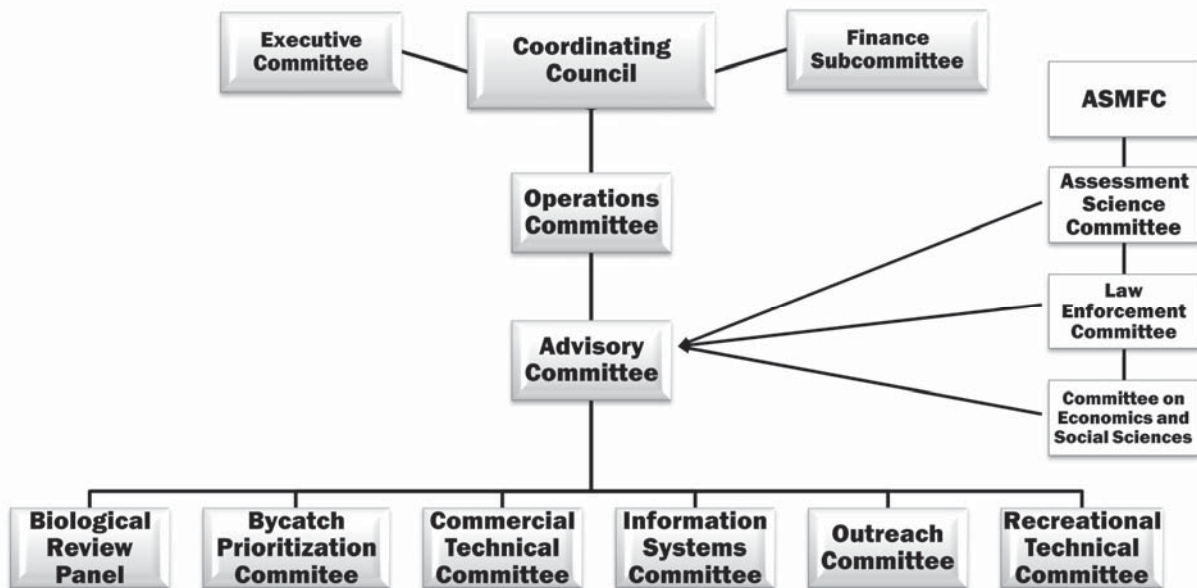 Executive
Committee
Coordinating
Council
Finance
Subcommittee
ASMFC
Assessment
Science
Committee
Operations
Committee
Law
Enforcement
Committee
Advisory
Committee
Committee on
Economics and
Social Sciences
Biological
Review
Panel
Bycatch
Prioritization
Commitee
Commercial
Technical
Committee
Information
Systems
Committee
Outreach
Committee
Recreational
Technical
Committee